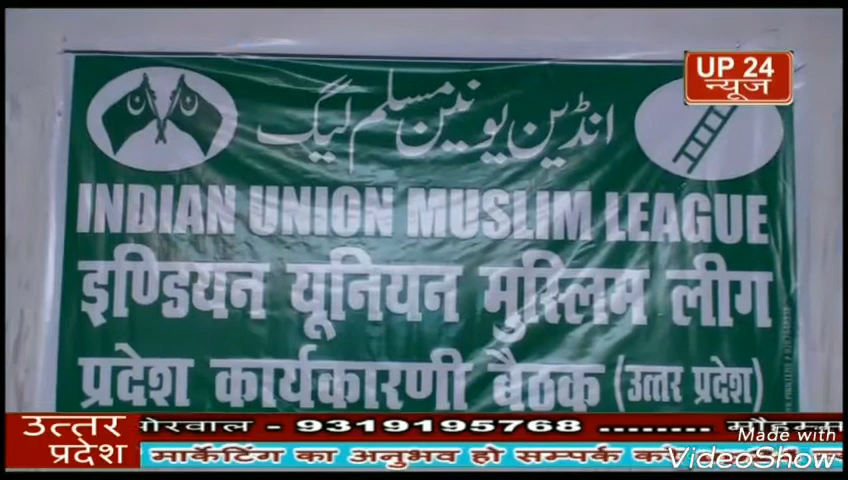 UP 24
न्यूज
انڈین یونین مسلم لیگ
INDIAN UNION MUSLIM LEAGUE
इण्डियन यूनियन मुस्लिम लीग
प्रदेश कार्यकारणी बैठक (उत्तर प्रदेश)
उत्तर प्रदेश
पोरवाल - 9319195768 ........
मार्केटिंग का अनुभव हो सम्पर्क करे
Made with
VideoShow